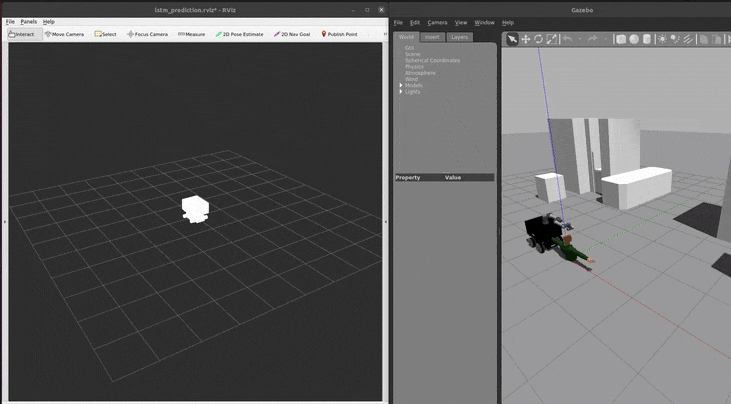 lstm_prediction.rviz* - RViz
File Panels Help
Interact Move Camera Select Focus Camera Measure 2D Pose Estimate 2D Nav Goal Publish Point
Gazebo
File Edit Camera View Window Help
World Insert Layers
GUI
Scene
Spherical Coordinates
Physics
Atmosphere
Wind
Models
Lights
Property Value